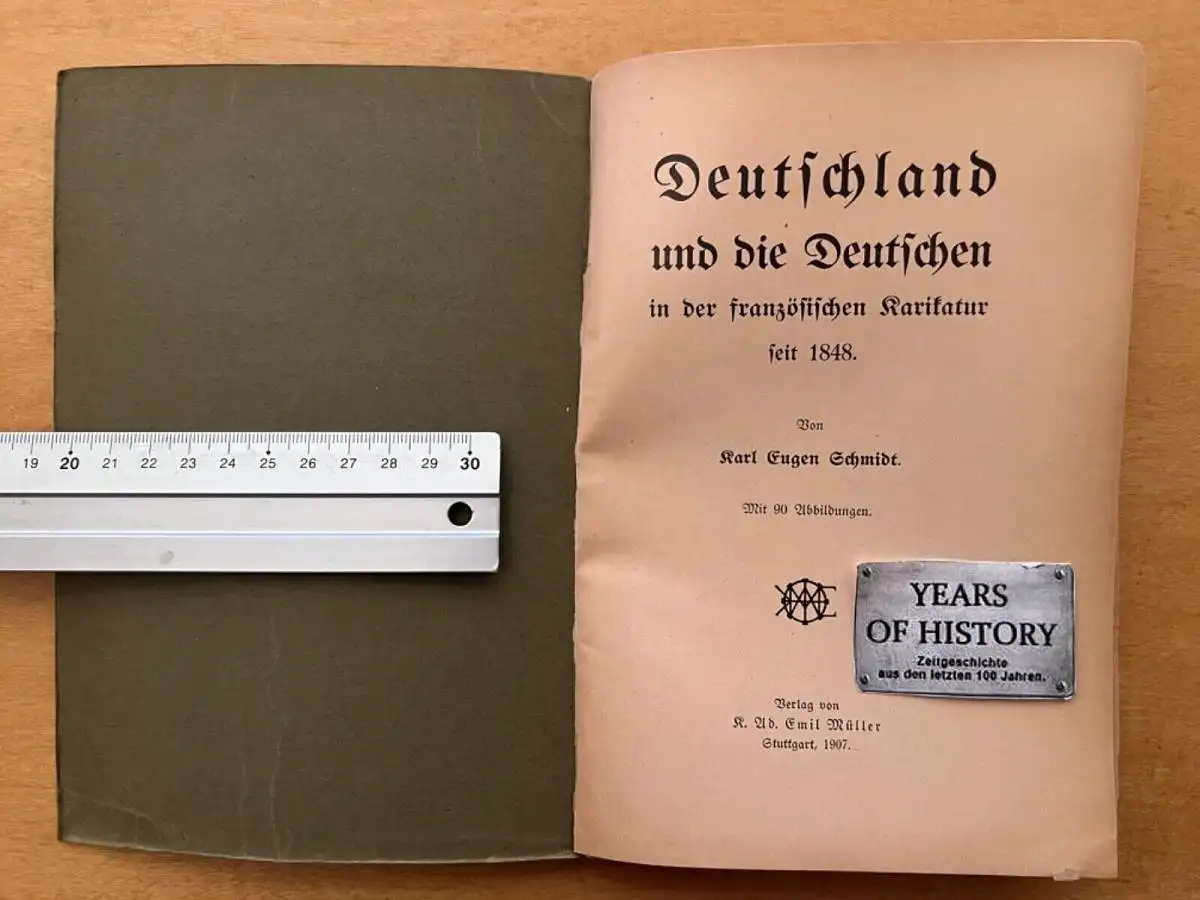 Deutschland
und die Deutschen
in der französischen Karikatur
seit 1848.
Von
Karl Eugen Schmidt.
Mit 90 Abbildungen.
Verlag von
K. Ad. Emil Müller
Stuttgart, 1907.
YEARS
OF HISTORY
Zeitgeschichte
aus den letzten 100 Jahren.
19 20 21 22 23 24 25 26 27 28 29 30